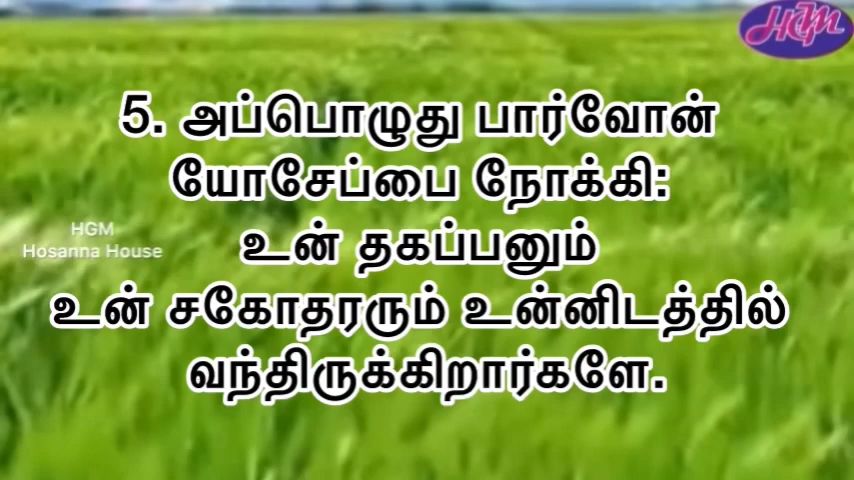 HGM
5. அப்பொழுது பார்வோன்
யோசேப்பை நோக்கி:
HGM
Hosanna House
உன் தகப்பனும்
உன் சகோதரரும் உன்னிடத்தில்
வந்திருக்கிறார்களே.